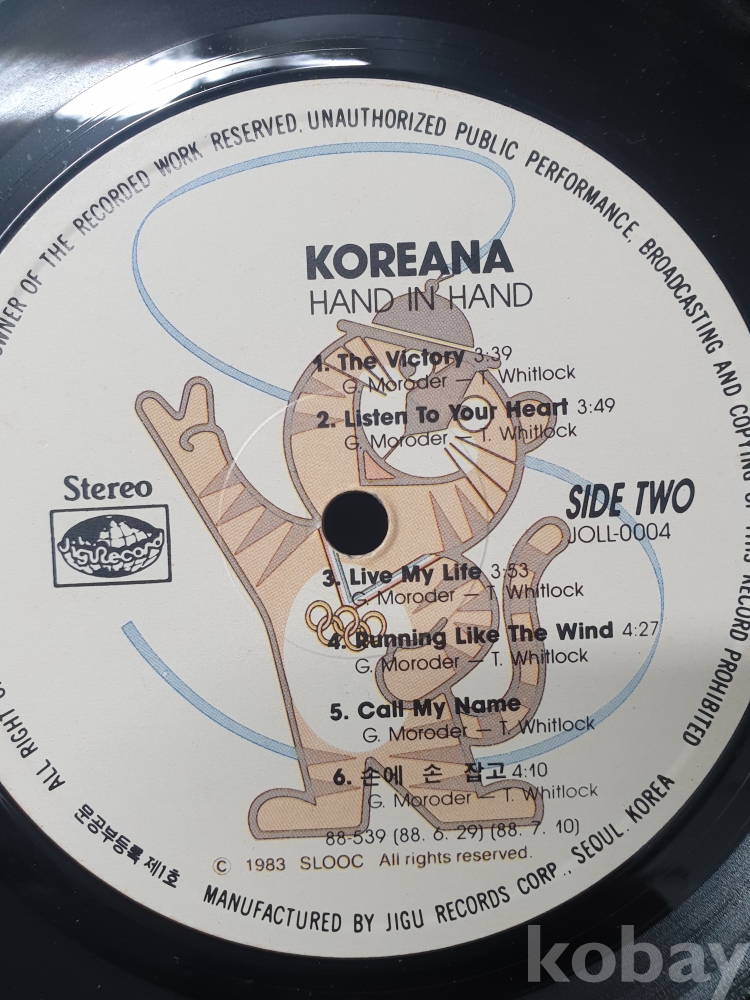 OWNER OF THE RECORDED WORK RESERVED. UNAUTHORIZED PUBLIC PERFORMANCE, BROADCASTING AND COPYING OF THIS RECORD PROHIBITED
KOREANA
HAND IN HAND
1. The Victory 3:39
G. Moroder — T. Whitlock
2. Listen To Your Heart 3:49
G. Moroder — T. Whitlock
Stereo
JiguRecord
SIDE TWO
JOLL-0004
3. Live My Life 3:53
G. Moroder — T. Whitlock
4. Running Like The Wind 4:27
G. Moroder — T. Whitlock
5. Call My Name
G. Moroder — T. Whitlock
6. 손에 손 잡고 4:10
G. Moroder — T. Whitlock
88-539 (88. 6. 29) (88. 7. 10)
© 1983 SLOOC All rights reserved.
ALL RIGHT
문공부등록 제1호
MANUFACTURED BY JIGU RECORDS CORP., SEOUL. KOREA
kobay